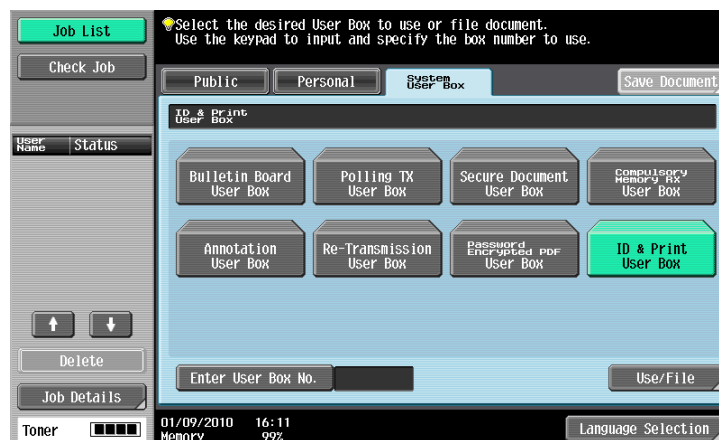 Job List
Check Job
User Name
Status
Delete
Job Details
Toner
Select the desired User Box to use or file document.
Use the keypad to input and specify the box number to use.
Public
Personal
System User Box
Save Document
ID & Print
User Box
Bulletin Board
User Box
Polling TX
User Box
Secure Document
User Box
Compulsory
Memory RX
User Box
Annotation
User Box
Re-Transmission
User Box
Password
Encrypted PDF
User Box
ID & Print
User Box
Enter User Box No.
Use/File
01/09/2010 16:11
Memory 99%
Language Selection